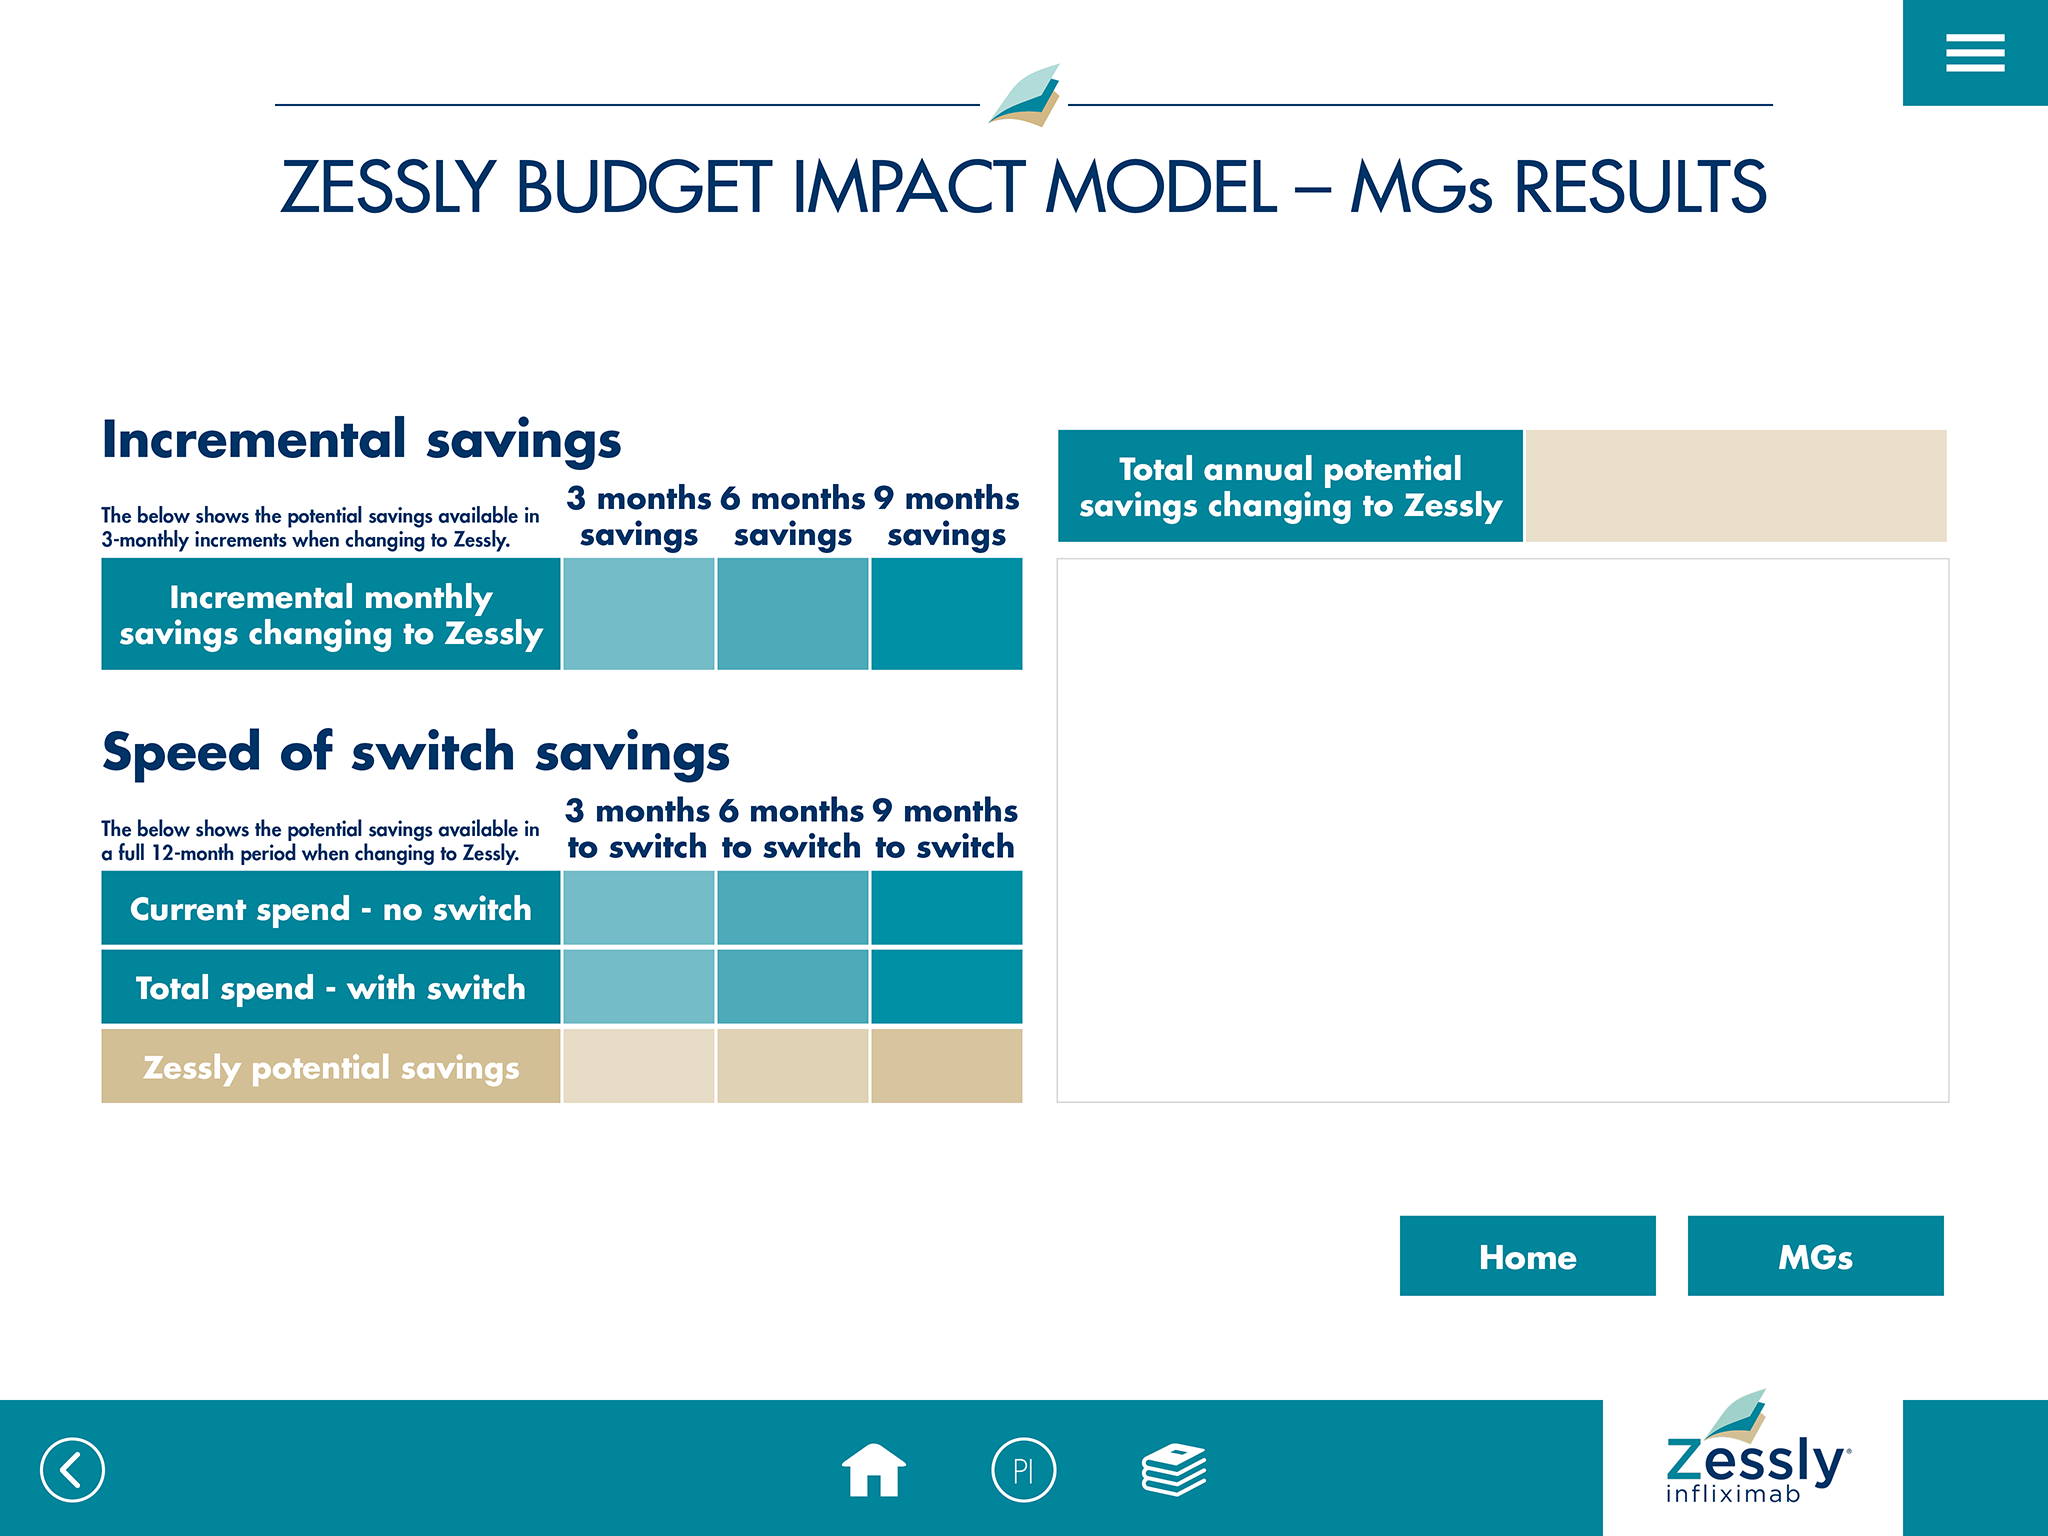 ZESSLY BUDGET IMPACT MODEL – MGs RESULTS
Incremental savings
The below shows the potential savings available in
3-monthly increments when changing to Zessly.
3 months 6 months 9 months
savings savings savings
Incremental monthly
savings changing to Zessly
Speed of switch savings
The below shows the potential savings available in
a full 12-month period when changing to Zessly.
3 months 6 months 9 months
to switch to switch to switch
Current spend - no switch
Total spend - with switch
Zessly potential savings
Total annual potential
savings changing to Zessly
Home
MGs
PI
Zessly®
infliximab